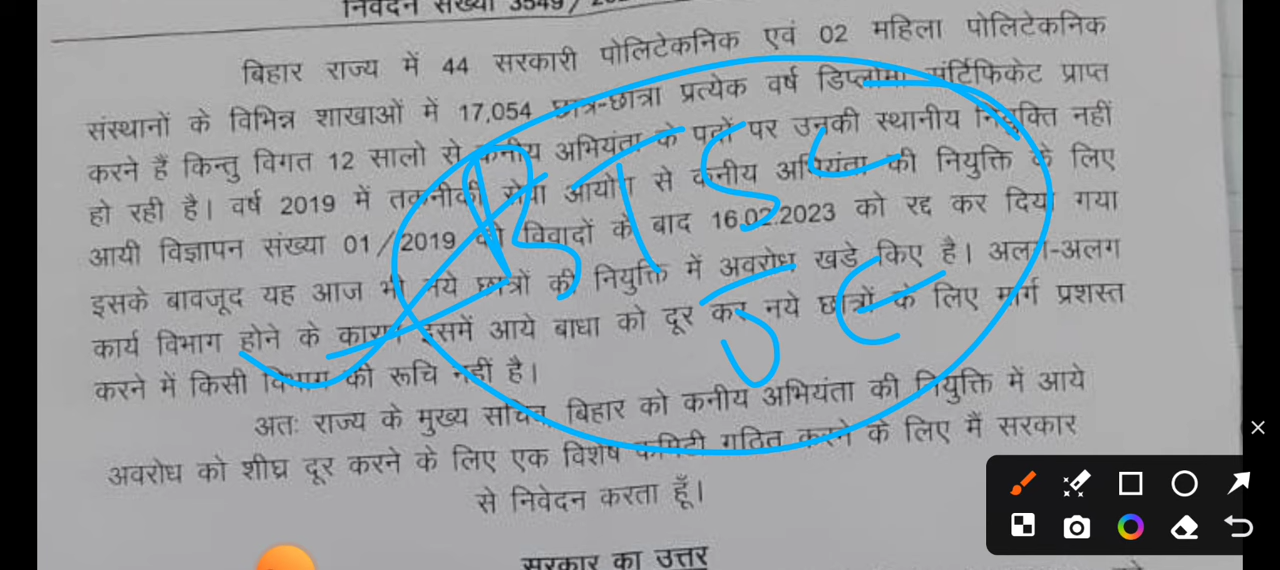 निवेदन संख्या 3549/
बिहार राज्य में 44 सरकारी पोलिटेकनिक एवं 02 महिला पोलिटेकनिक
संस्थानों के विभिन्न शाखाओं में 17,054 छात्र-छात्रा प्रत्येक वर्ष डिप्लोमा सर्टिफिकेट प्राप्त
करने हैं किन्तु विगत 12 सालो से कनीय अभियंता के पदों पर उनकी स्थानीय नियुक्ति नहीं
हो रही है। वर्ष 2019 में तकनीकी सेवा आयोग से कनीय अभियंता की नियुक्ति के लिए
आयी विज्ञापन संख्या 01/2019 को विवादों के बाद 16.02.2023 को रद्द कर दिया गया
इसके बावजूद यह आज भी नये छात्रों की नियुक्ति में अवरोध खडे किए है। अलग-अलग
कार्य विभाग होने के कारण इसमें आये बाधा को दूर कर नये छात्रों के लिए मार्ग प्रशस्त
करने में किसी विभाग की रूचि नहीं है।
अतः राज्य के मुख्य सचिव, बिहार को कनीय अभियंता की नियुक्ति में आये
अवरोध को शीघ्र दूर करने के लिए एक विशेष कमिटी गठित करने के लिए मैं सरकार
से निवेदन करता हूँ।
सरकार का उत्तर
BTSC
JE